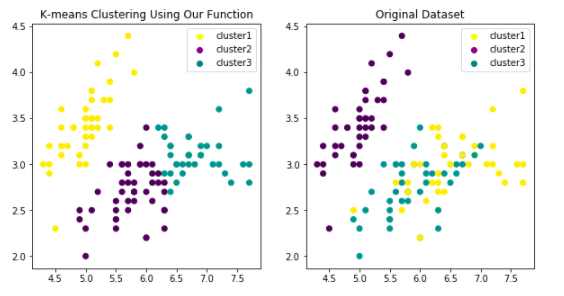 K-means Clustering Using Our Function
Original Dataset
4.5
4.0
3.5
3.0
2.5
2.0
cluster1
cluster2
cluster3
4.5 5.0 5.5 6.0 6.5 7.0 7.5
4.5
4.0
3.5
3.0
2.5
2.0
cluster1
cluster2
cluster3
4.5 5.0 5.5 6.0 6.5 7.0 7.5